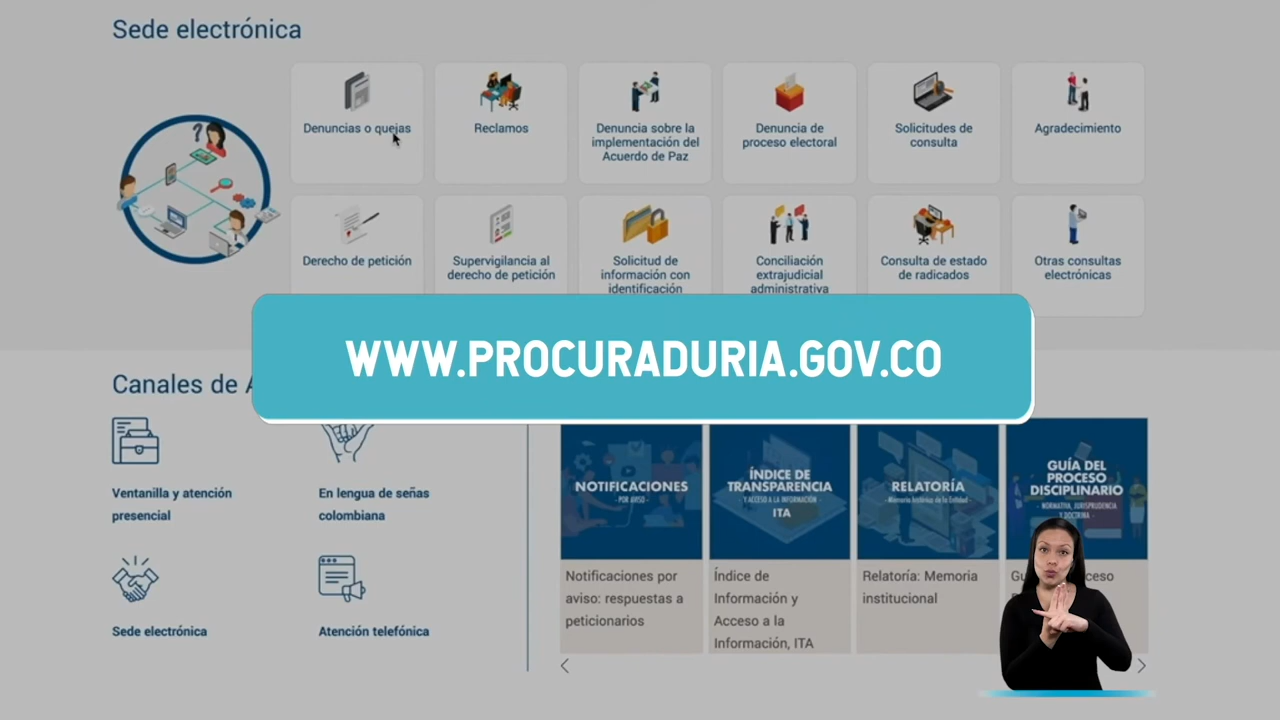 Sede electrónica
Denuncias o quejas
Reclamos
Denuncia sobre la
implementación del
Acuerdo de Paz
Denuncia de
proceso electoral
Solicitudes de
consulta
Agradecimiento
Derecho de petición
Supervigilancia al
derecho de petición
Solicitud de
información con
identificación
Conciliación
extrajudicial
administrativa
Consulta de estado
de radicados
Otras consultas
electrónicas
WWW.PROCURADURIA.GOV.CO
Canales de
Ventanilla y atención
presencial
En lengua de señas
colombiana
Sede electrónica
Atención telefónica
NOTIFICACIONES
- POR AVISO -
Notificaciones por
aviso: respuestas a
peticionarios
ÍNDICE DE
TRANSPARENCIA
- Y ACCESO A LA INFORMACIÓN -
ITA
Índice de
Información y
Acceso a la
Información, ITA
RELATORÍA
- Memoria histórica de la Entidad -
Relatoría: Memoria
institucional
GUÍA DEL
PROCESO
DISCIPLINARIO
- NORMATIVA, JURISPRUDENCIA
Y DOCTRINA -